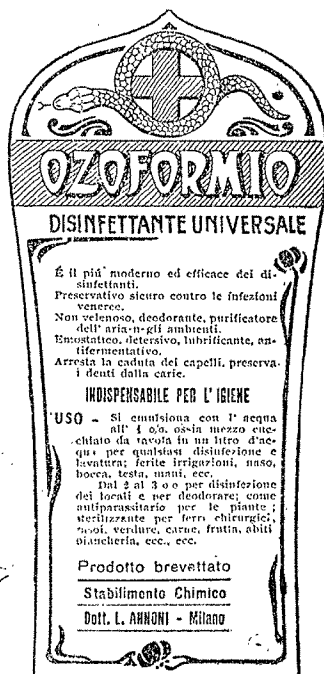 OZOFORMIO
DISINFETTANTE UNIVERSALE
É il piú moderno ed efficace dei di-
sinfettanti.
Preservativo sicuro contro le infezioni
veneree.
Non velenoso, deodorante, purificatore
dell' aria negli ambienti.
Emostatico, detersivo, lubrificante, an-
tifermentativo.
Arresta la caduta dei capelli, preserva
i denti dalla carie.
INDISPENSABILE PER L' IGIENE
USO - Si emulsiona con l' acqua
all' 1 o/o, ossia mezzo cuc-
chiaio da tavola in un litro d'ac-
qua per qualsiasi disinfezione e
lavatura; ferite irrigazioni, naso,
bocca, testa, mani, ecc.
Dal 2 al 3 o o per disinfezione
dei locali e per deodorare; come
antiparassitario per le piante;
sterilizzante per ferri chirurgici,
verdure, carne, frutta, abiti
biancheria, ecc., ecc.
Prodotto brevettato
Stabilimento Chimico
Dott. L. ANNONI - Milano